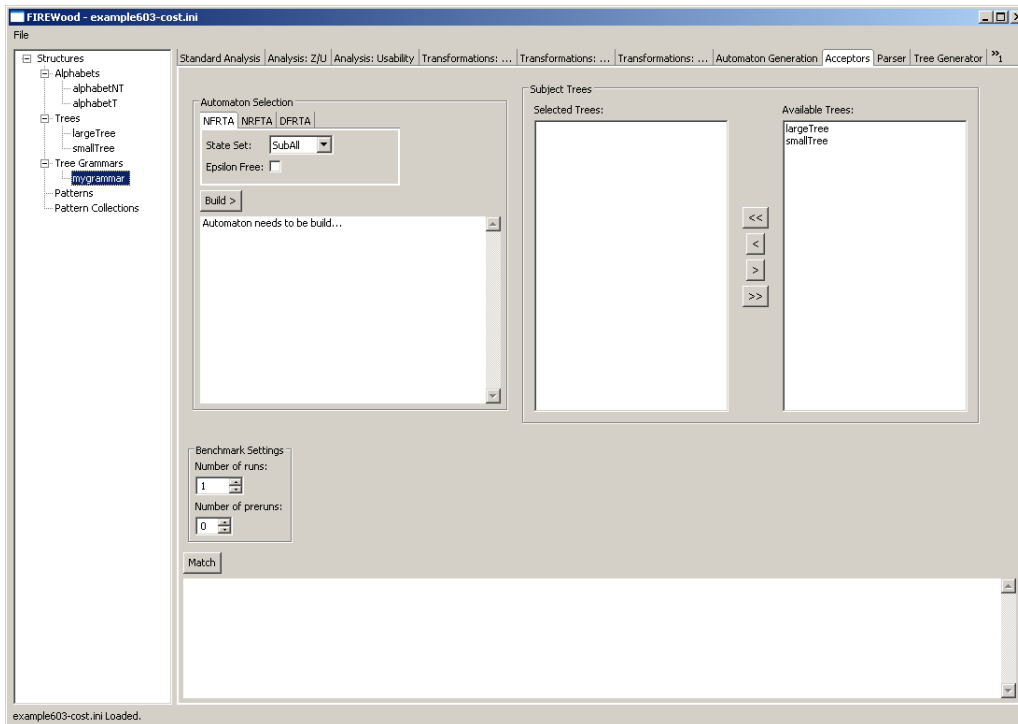 FIREWood - example603-cost.ini
File
Structures
Alphabets
alphabetNT
alphabetT
Trees
largeTree
smallTree
Tree Grammars
mygrammar
Patterns
Pattern Collections
Standard Analysis Analysis: Z/U Analysis: Usability Transformations: ... Transformations: ... Transformations: ... Automaton Generation Acceptors Parser Tree Generator »1
Automaton Selection
NFRTA NRFTA DFRTA
State Set: SubAll
Epsilon Free:
Build >
Automaton needs to be build...
Subject Trees
Selected Trees: Available Trees:
largeTree
smallTree
<<
<
>
>>
Benchmark Settings
Number of runs:
1
Number of preruns:
0
Match
example603-cost.ini Loaded.